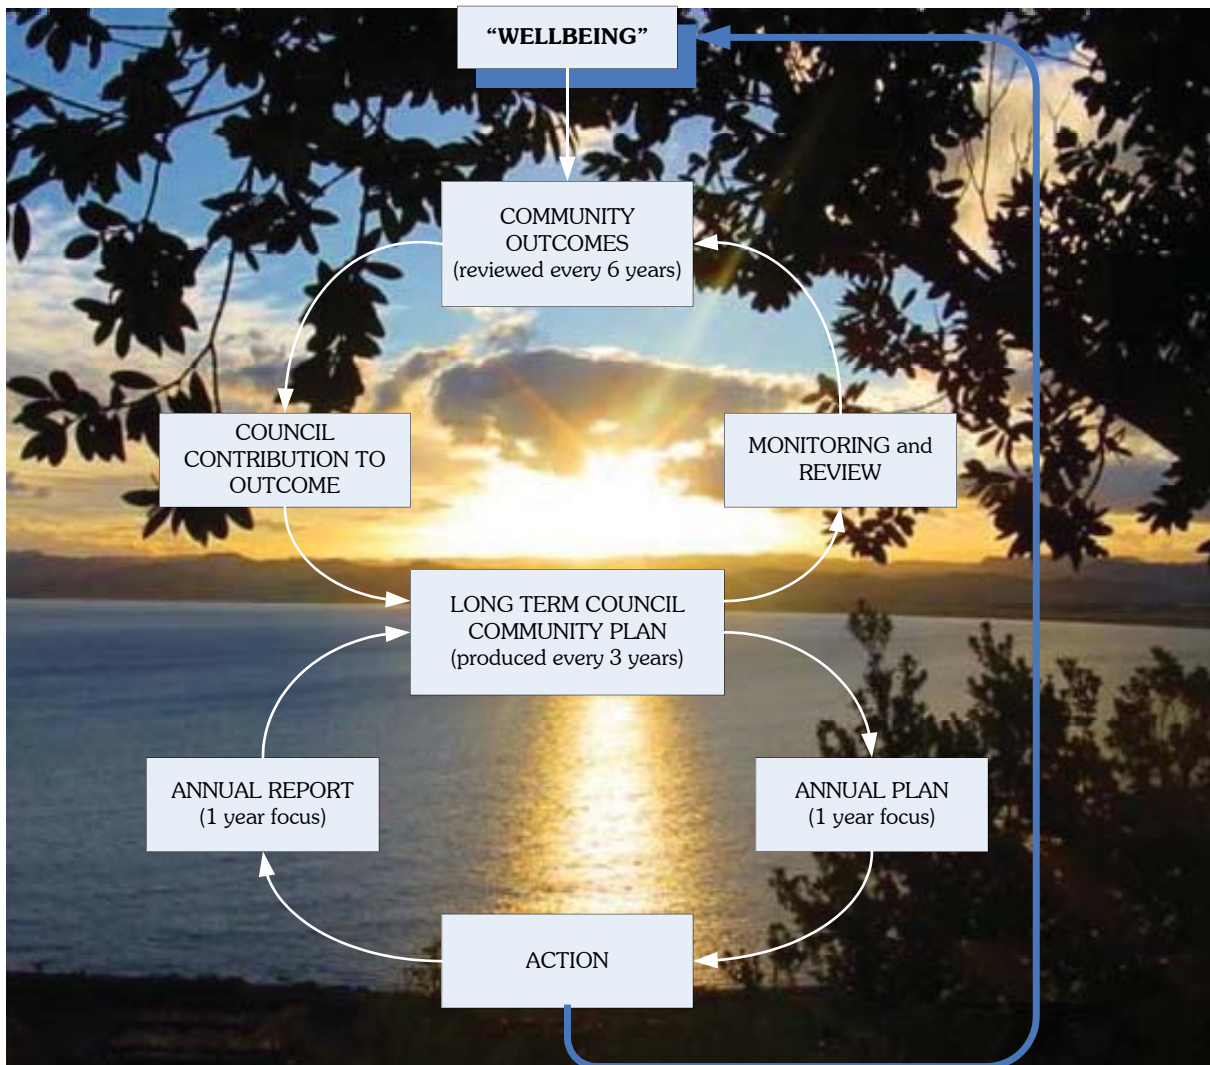 “WELLBEING”
COMMUNITY
OUTCOMES
(reviewed every 6 years)
COUNCIL
CONTRIBUTION TO
OUTCOME
MONITORING and
REVIEW
LONG TERM COUNCIL
COMMUNITY PLAN
(produced every 3 years)
ANNUAL REPORT
(1 year focus)
ANNUAL PLAN
(1 year focus)
ACTION